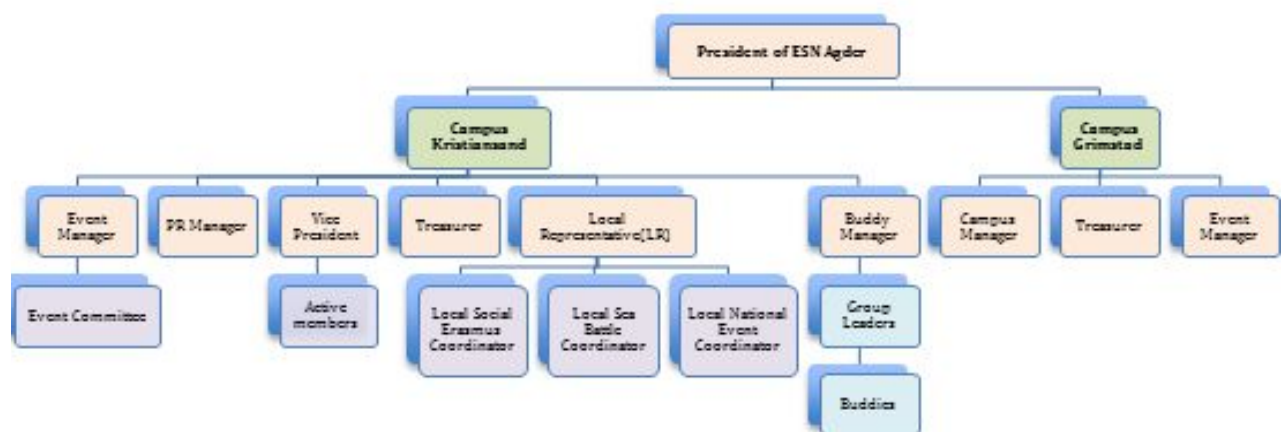 President of ESN Agder
Campus
Kristiansand
Campus
Grimstad
Event
Manager
PR Manager
Vice
President
Treasurer
Local
Representative(LR)
Buddy
Manager
Campus
Manager
Treasurer
Event
Manager
Event Committee
Active
members
Local Social
Erasmus
Coordinator
Local Sea
Battle
Coordinator
Local National
Event
Coordinator
Group
Leaders
Buddies